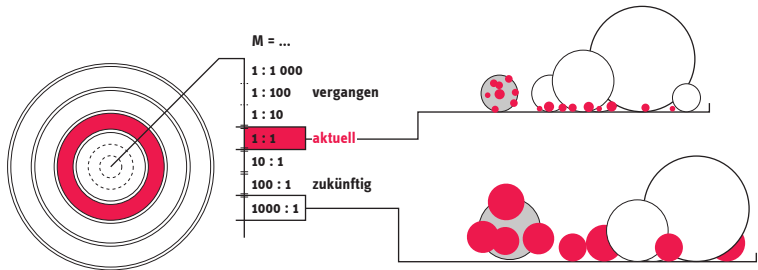 M = ...
1 : 1 000
1 : 100 vergangen
1 : 10
1 : 1 aktuell
10 : 1
100 : 1 zukünftig
1000 : 1